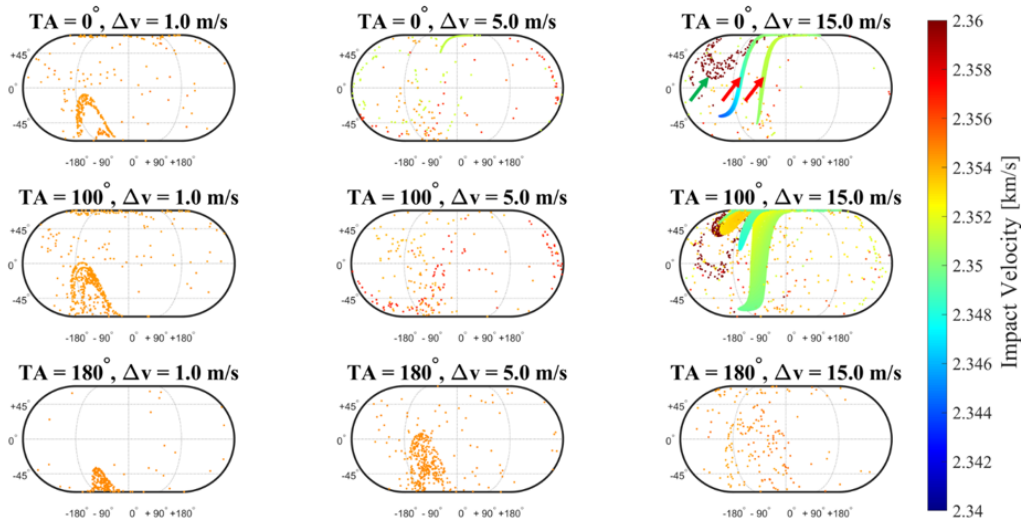 TA = 0°, Δv = 1.0 m/s
+45°
0°
-45°
-180° - 90° 0° + 90° +180°
TA = 0°, Δv = 5.0 m/s
+45°
0°
-45°
-180° - 90° 0° + 90° +180°
TA = 0°, Δv = 15.0 m/s
+45°
0°
-45°
-180° - 90° 0° + 90° +180°
TA = 100°, Δv = 1.0 m/s
+45°
0°
-45°
-180° - 90° 0° + 90° +180°
TA = 100°, Δv = 5.0 m/s
+45°
0°
-45°
-180° - 90° 0° + 90° +180°
TA = 100°, Δv = 15.0 m/s
+45°
0°
-45°
-180° - 90° 0° + 90° +180°
TA = 180°, Δv = 1.0 m/s
+45°
0°
-45°
-180° - 90° 0° + 90° +180°
TA = 180°, Δv = 5.0 m/s
+45°
0°
-45°
-180° - 90° 0° + 90° +180°
TA = 180°, Δv = 15.0 m/s
+45°
0°
-45°
-180° - 90° 0° + 90° +180°
2.36
2.358
2.356
2.354
2.352
2.35
2.348
2.346
2.344
2.342
2.34
Impact Velocity [km/s]